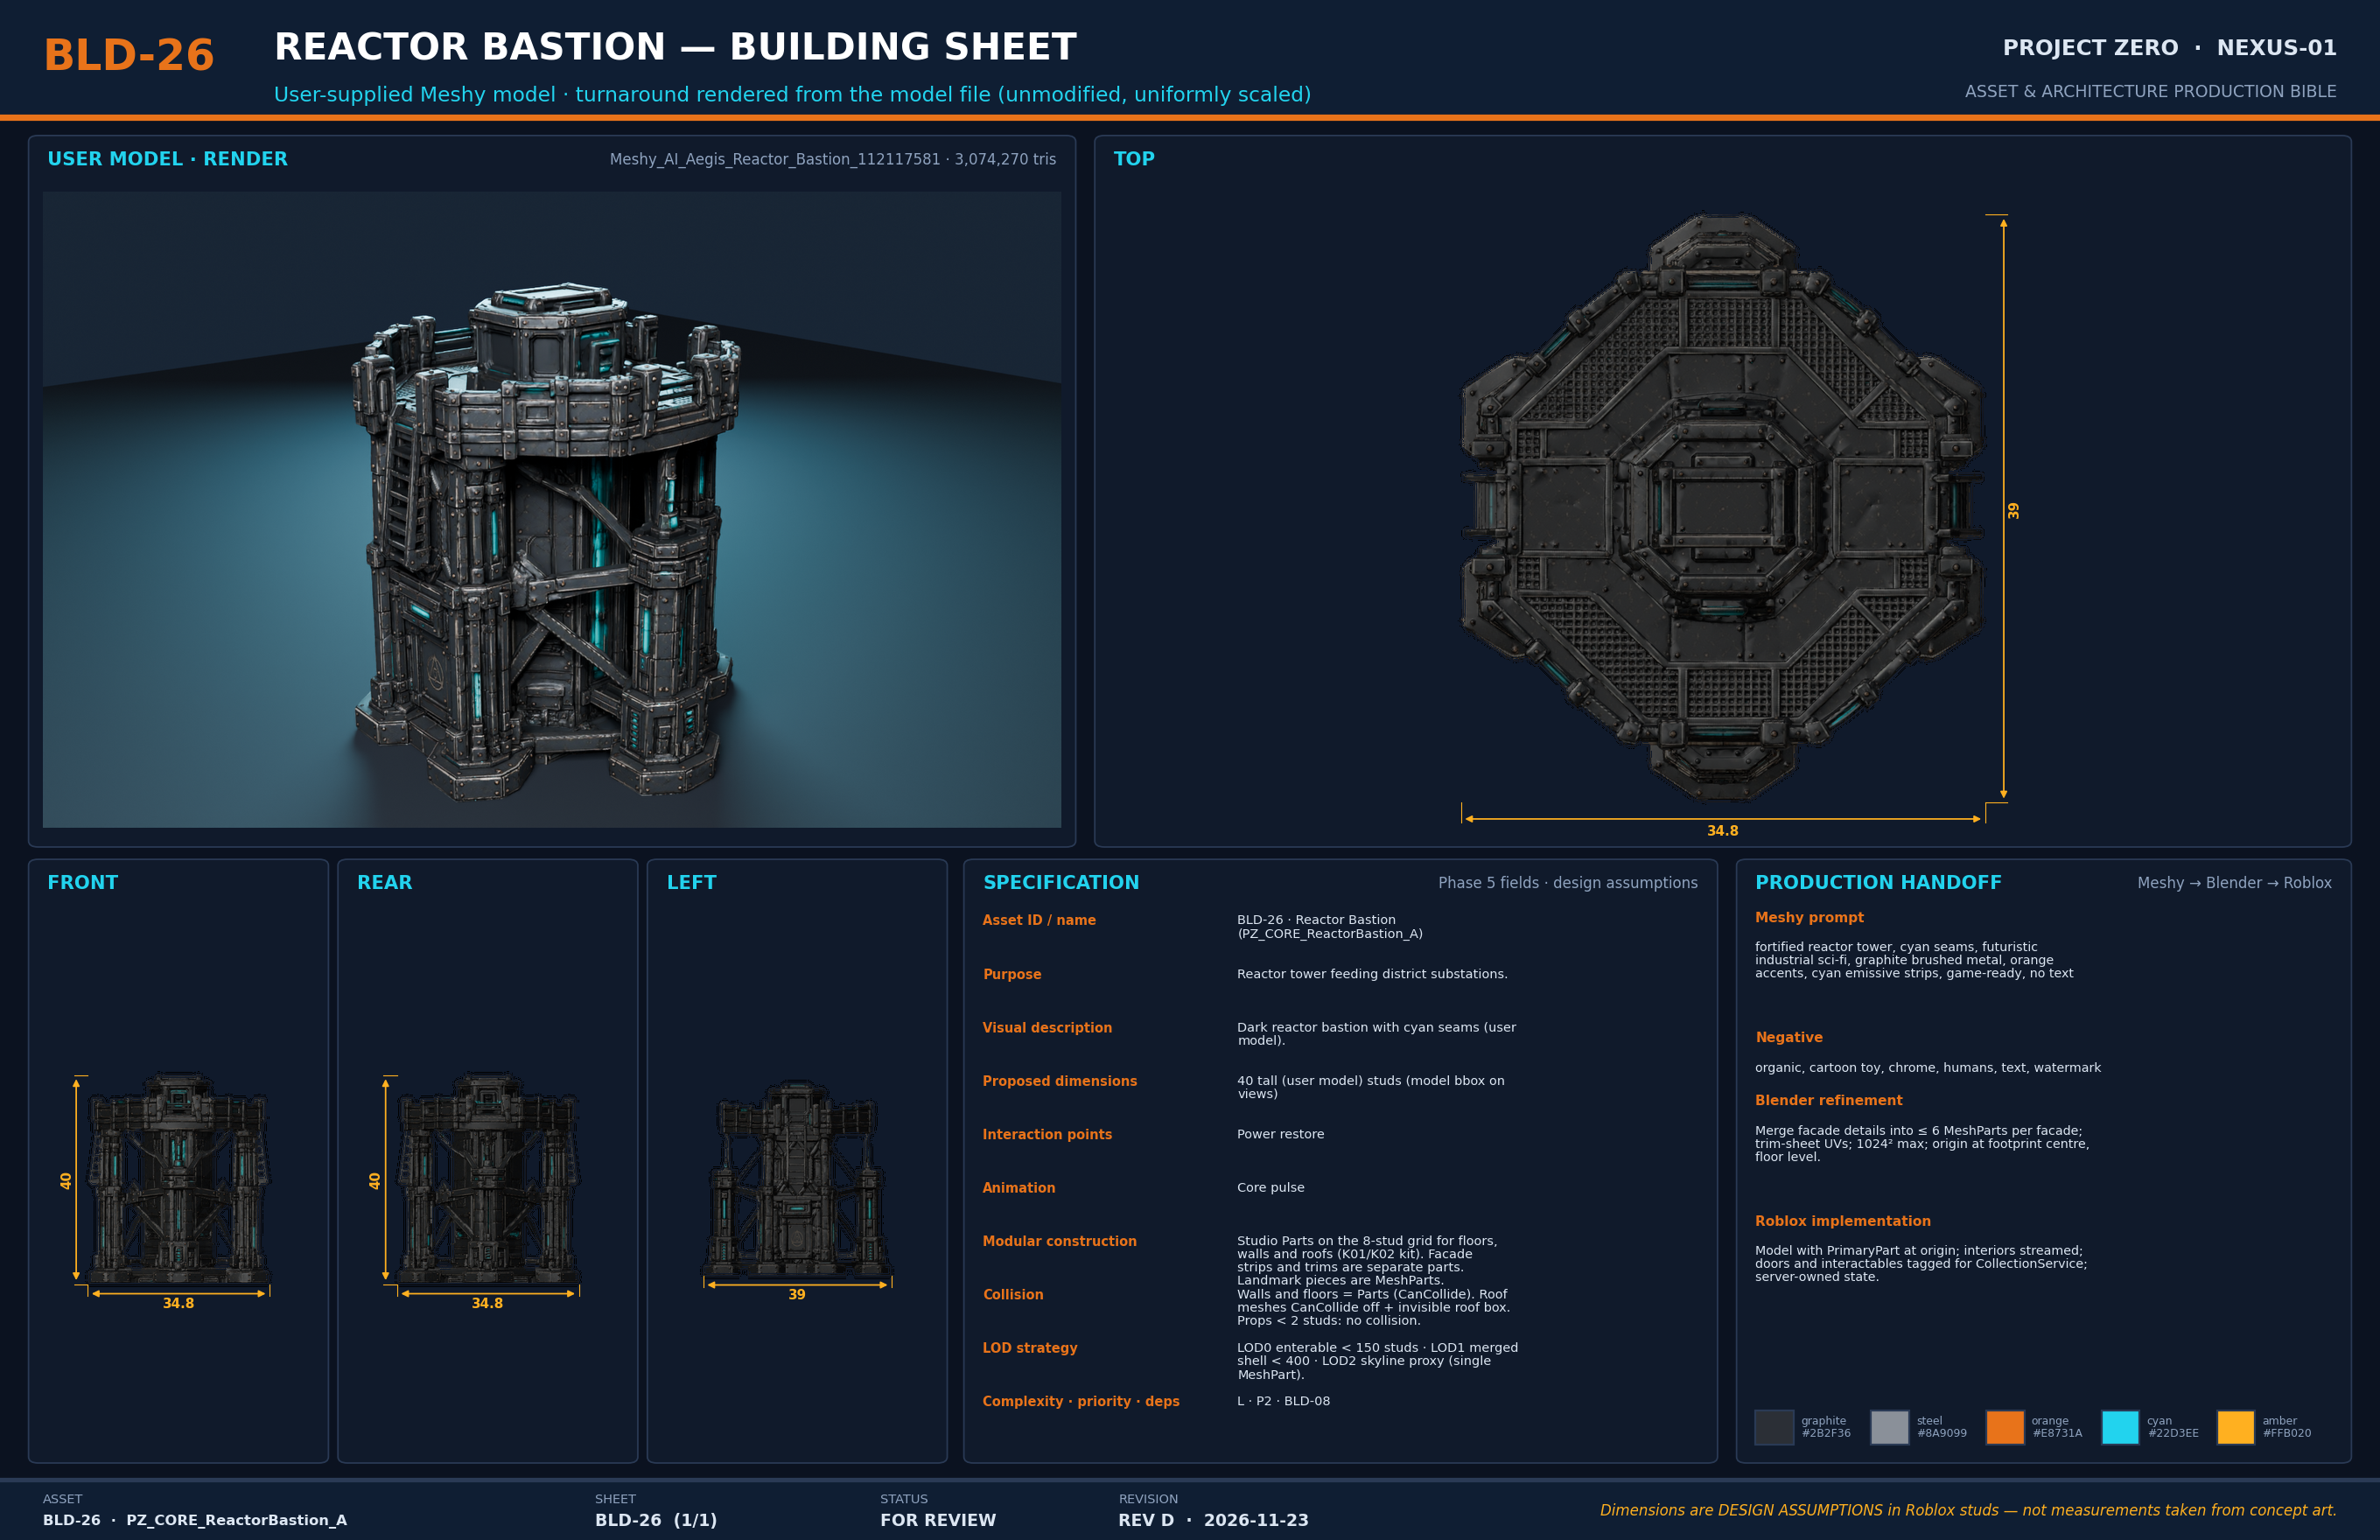 BLD-26
REACTOR BASTION — BUILDING SHEET
User-supplied Meshy model · turnaround rendered from the model file (unmodified, uniformly scaled)
PROJECT ZERO · NEXUS-01
ASSET & ARCHITECTURE PRODUCTION BIBLE
USER MODEL · RENDER
Meshy_AI_Aegis_Reactor_Bastion_112117581 · 3,074,270 tris
TOP
39
34.8
FRONT
40
34.8
REAR
40
34.8
LEFT
39
SPECIFICATION
Phase 5 fields · design assumptions
Asset ID / name
BLD-26 · Reactor Bastion
(PZ_CORE_ReactorBastion_A)
Purpose
Reactor tower feeding district substations.
Visual description
Dark reactor bastion with cyan seams (user
model).
Proposed dimensions
40 tall (user model) studs (model bbox on
views)
Interaction points
Power restore
Animation
Core pulse
Modular construction
Studio Parts on the 8-stud grid for floors,
walls and roofs (K01/K02 kit). Facade
strips and trims are separate parts.
Landmark pieces are MeshParts.
Collision
Walls and floors = Parts (CanCollide). Roof
meshes CanCollide off + invisible roof box.
Props < 2 studs: no collision.
LOD strategy
LOD0 enterable < 150 studs · LOD1 merged
shell < 400 · LOD2 skyline proxy (single
MeshPart).
Complexity · priority · deps
L · P2 · BLD-08
PRODUCTION HANDOFF
Meshy → Blender → Roblox
Meshy prompt
fortified reactor tower, cyan seams, futuristic
industrial sci-fi, graphite brushed metal, orange
accents, cyan emissive strips, game-ready, no text
Negative
organic, cartoon toy, chrome, humans, text, watermark
Blender refinement
Merge facade details into ≤ 6 MeshParts per facade;
trim-sheet UVs; 1024² max; origin at footprint centre,
floor level.
Roblox implementation
Model with PrimaryPart at origin; interiors streamed;
doors and interactables tagged for CollectionService;
server-owned state.
graphite
#2B2F36
steel
#8A9099
orange
#E8731A
cyan
#22D3EE
amber
#FFB020
ASSET
BLD-26 · PZ_CORE_ReactorBastion_A
SHEET
BLD-26 (1/1)
STATUS
FOR REVIEW
REVISION
REV D · 2026-11-23
Dimensions are DESIGN ASSUMPTIONS in Roblox studs — not measurements taken from concept art.